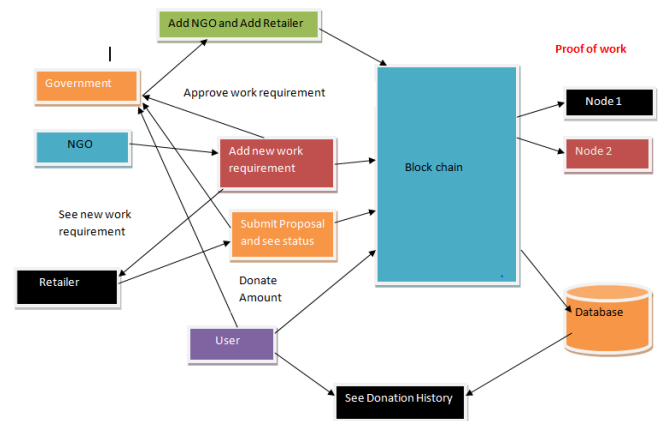 Add NGO and Add Retailer
Proof of work
Government
Approve work requirement
Node 1
NGO
Add new work
requirement
Node 2
Block chain
See new work
requirement
Submit Proposal
and see status
Retailer
Donate
Amount
Database
User
See Donation History